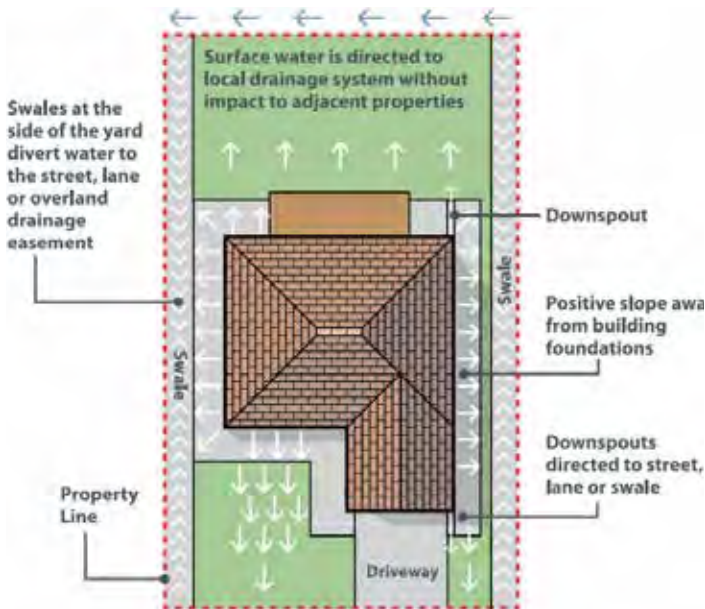 Surface water is directed to
local drainage system without
impact to adjacent properties
Swales at the
side of the yard
divert water to
the street, lane
or overland
drainage
easement
Downspout
Swale
Positive slope awa
from building
foundations
Swale
Downspouts
directed to street,
lane or swale
Property
Line
Driveway